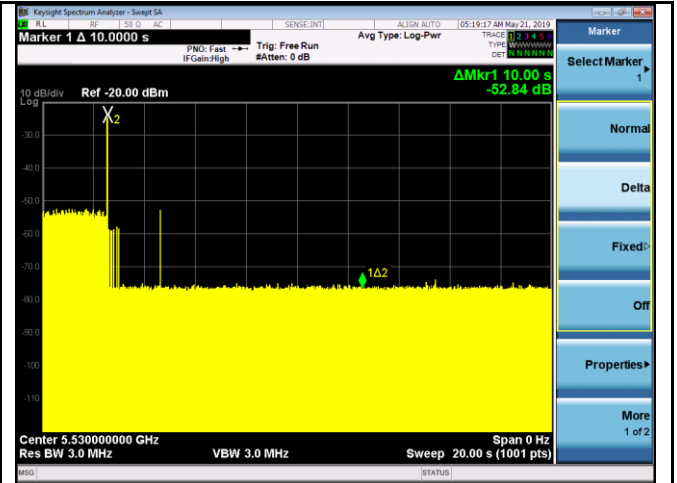 Keysight Spectrum Analyzer - Swept SA
RL RF 50 Ω AC SENSE:INT ALIGN AUTO 05:19:17 AM May 21, 2019
Marker 1 Δ 10.0000 s
PNO: Fast
IFGain:High
Trig: Free Run
#Atten: 0 dB
Avg Type: Log-Pwr
TRACE 1 2 3 4 5 6
TYPE WWWWWW
DET N N N N N N
ΔMkr1 10.00 s
-52.84 dB
10 dB/div Ref -20.00 dBm
Log
X2
-30.0
-40.0
-50.0
-60.0
-70.0
1Δ2
-80.0
-90.0
-100
-110
Center 5.530000000 GHz Span 0 Hz
Res BW 3.0 MHz VBW 3.0 MHz Sweep 20.00 s (1001 pts)
MSG STATUS
Marker
Select Marker
1
Normal
Delta
Fixed
Off
Properties
More
1 of 2